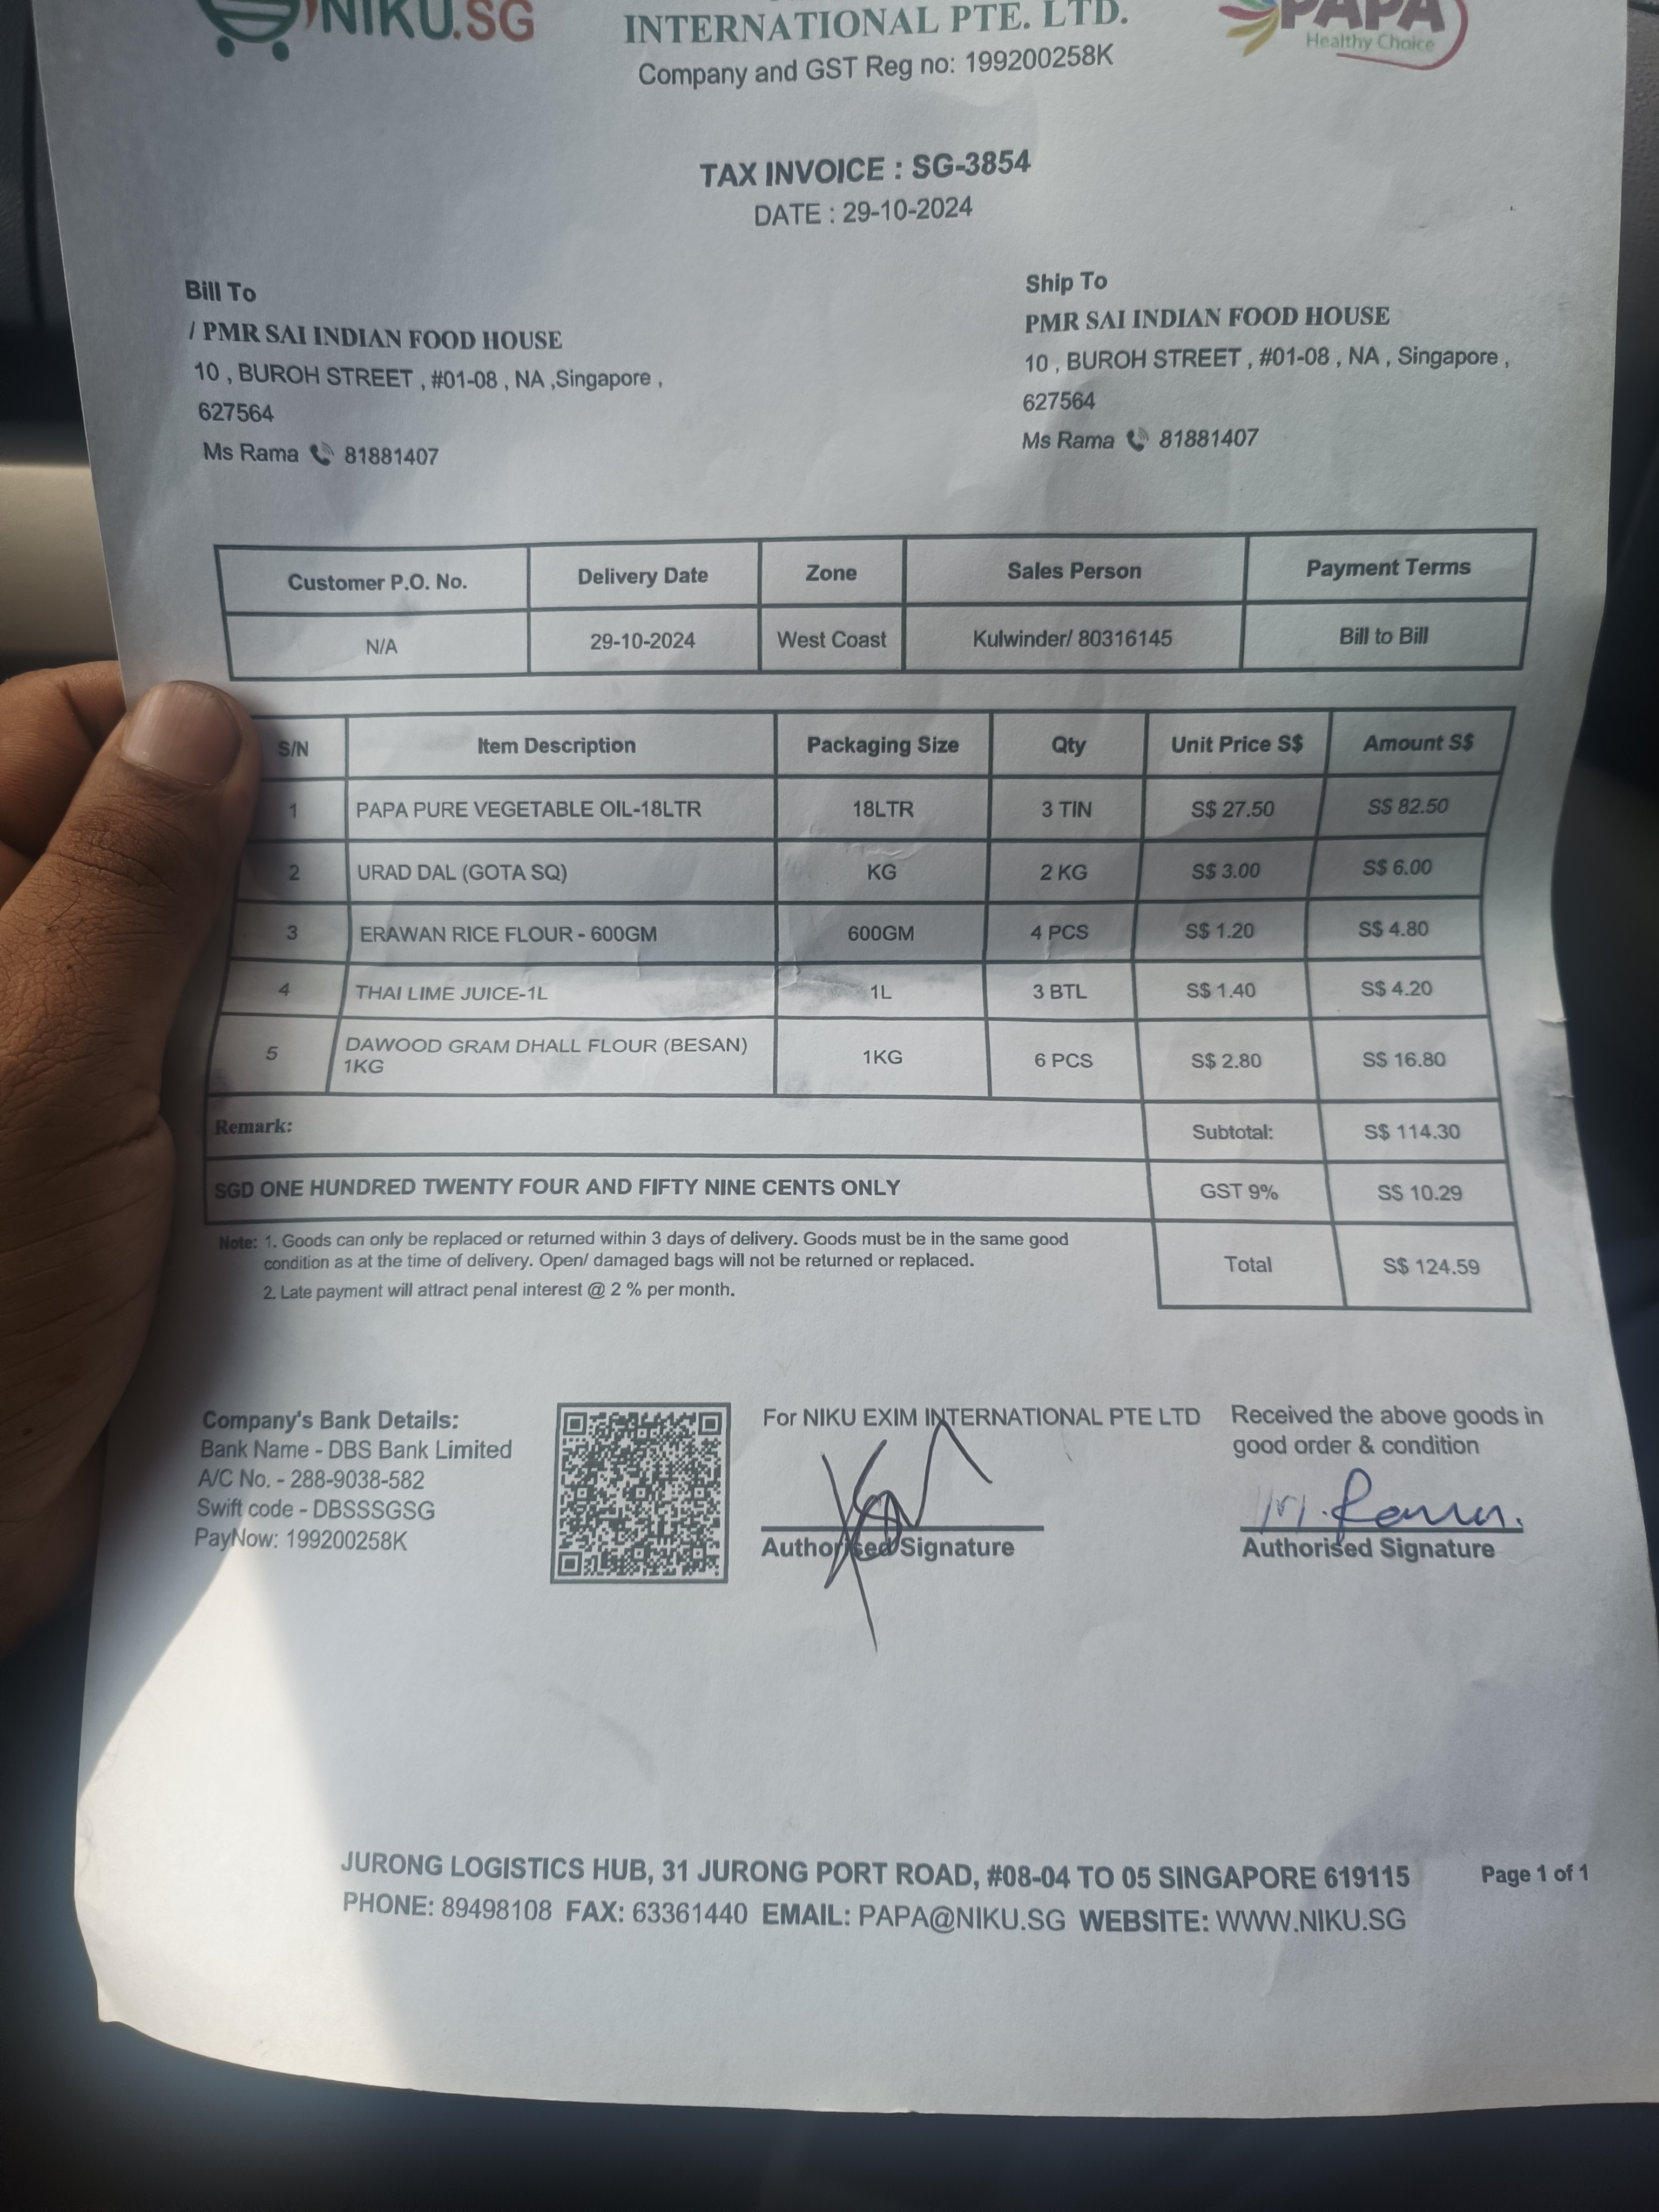 NIKU.SG
INTERNATIONAL PTE. LTD.
Company and GST Reg no: 199200258K
PAPA
Healthy Choice
TAX INVOICE : SG-3854
DATE : 29-10-2024
Bill To
/ PMR SAI INDIAN FOOD HOUSE
10 , BUROH STREET , #01-08 , NA ,Singapore ,
627564
Ms Rama 81881407
Ship To
PMR SAI INDIAN FOOD HOUSE
10 , BUROH STREET , #01-08 , NA , Singapore ,
627564
Ms Rama 81881407
Customer P.O. No. Delivery Date Zone Sales Person Payment Terms
N/A 29-10-2024 West Coast Kulwinder/ 80316145 Bill to Bill
S/N Item Description Packaging Size Qty Unit Price S$ Amount S$
1 PAPA PURE VEGETABLE OIL-18LTR 18LTR 3 TIN S$ 27.50 S$ 82.50
2 URAD DAL (GOTA SQ) KG 2 KG S$ 3.00 S$ 6.00
3 ERAWAN RICE FLOUR - 600GM 600GM 4 PCS S$ 1.20 S$ 4.80
4 THAI LIME JUICE-1L 1L 3 BTL S$ 1.40 S$ 4.20
5 DAWOOD GRAM DHALL FLOUR (BESAN)
1KG 1KG 6 PCS S$ 2.80 S$ 16.80
Remark: Subtotal: S$ 114.30
SGD ONE HUNDRED TWENTY FOUR AND FIFTY NINE CENTS ONLY GST 9% S$ 10.29
Total S$ 124.59
Note: 1. Goods can only be replaced or returned within 3 days of delivery. Goods must be in the same good
condition as at the time of delivery. Open/ damaged bags will not be returned or replaced.
2. Late payment will attract penal interest @ 2 % per month.
Company's Bank Details:
Bank Name - DBS Bank Limited
A/C No. - 288-9038-582
Swift code - DBSSSGSG
PayNow: 199200258K
For NIKU EXIM INTERNATIONAL PTE LTD
Authorised Signature
Received the above goods in
good order & condition
Authorised Signature
JURONG LOGISTICS HUB, 31 JURONG PORT ROAD, #08-04 TO 05 SINGAPORE 619115
PHONE: 89498108 FAX: 63361440 EMAIL: PAPA@NIKU.SG WEBSITE: WWW.NIKU.SG
Page 1 of 1